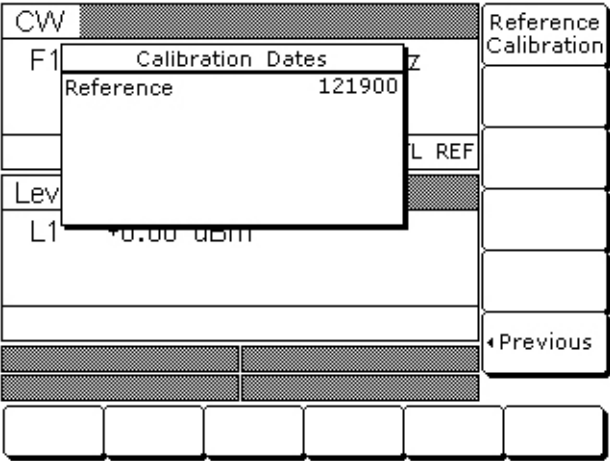 CW
Reference
Calibration
F1
Calibration Dates
z
Reference 121900
L REF
Lev
L1 +0.00 dBm
◂Previous